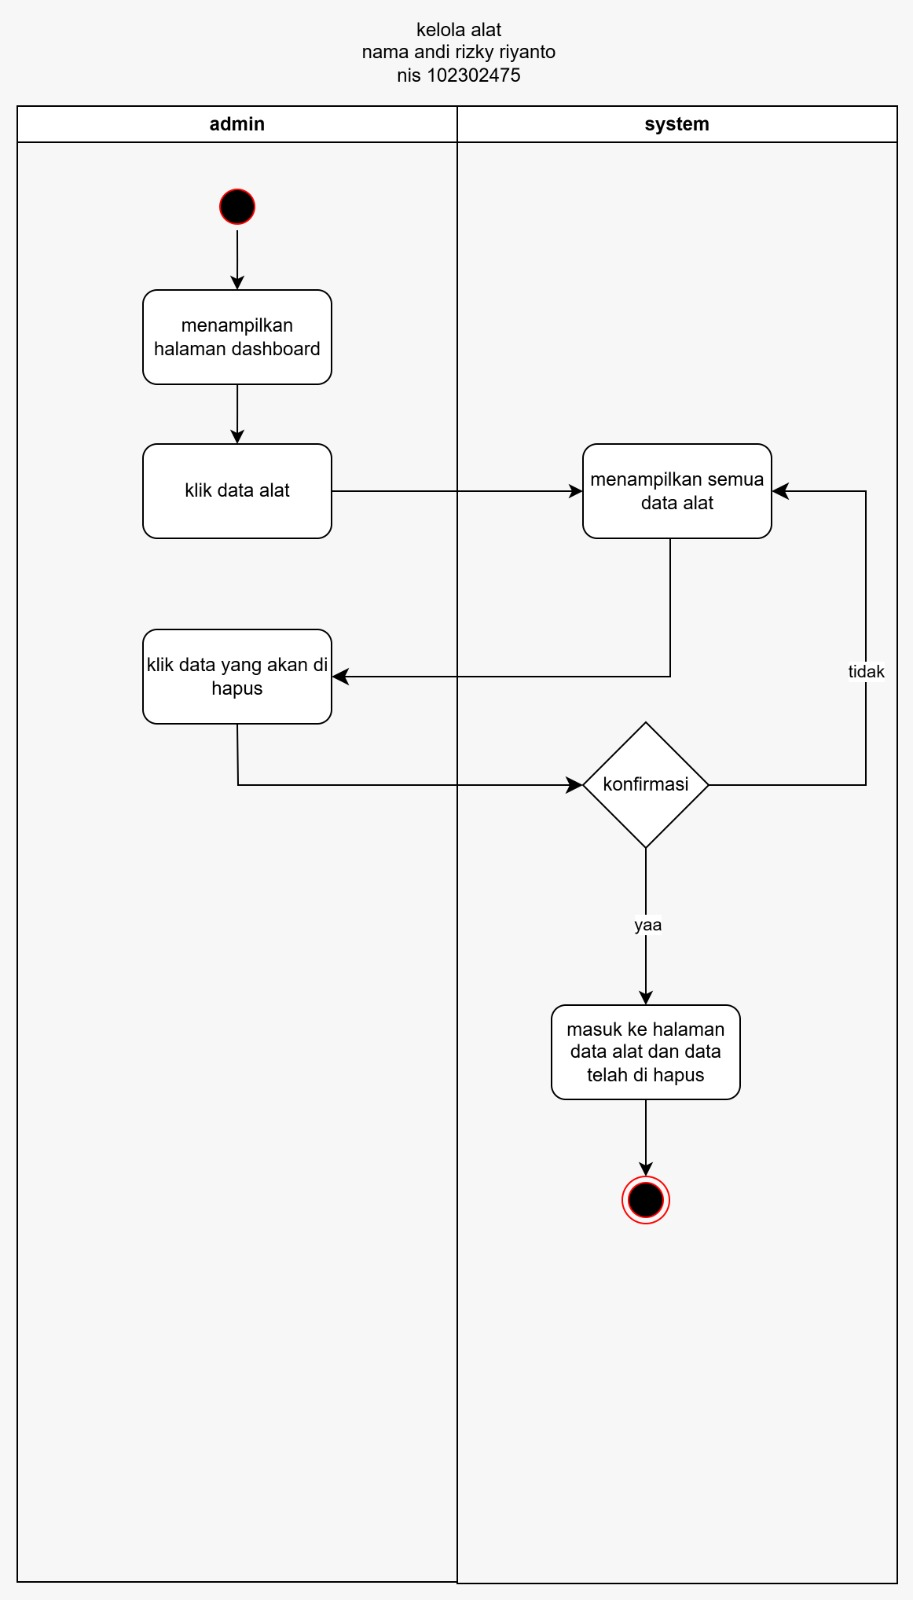 kelola alat
nama andi rizky riyanto
nis 102302475
admin
system
menampilkan
halaman dashboard
klik data alat
menampilkan semua
data alat
klik data yang akan di
hapus
tidak
konfirmasi
yaa
masuk ke halaman
data alat dan data
telah di hapus